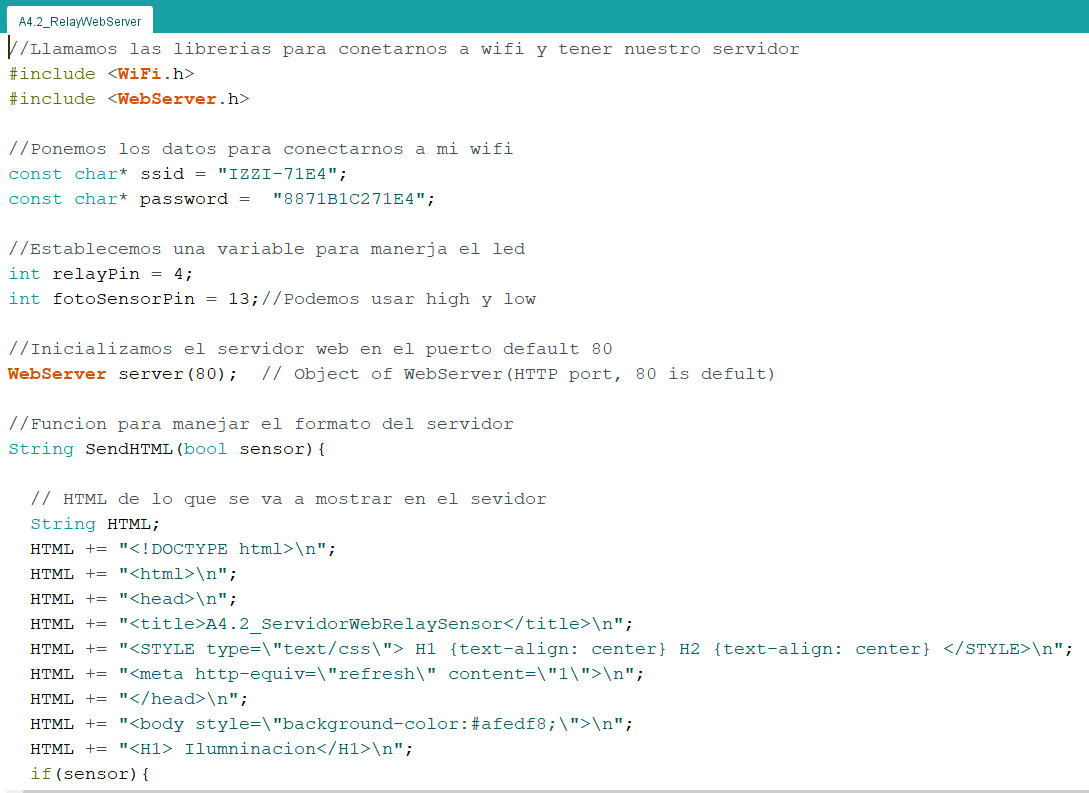 A4.2_RelayWebServer
//Llamamos las librerias para conetarnos a wifi y tener nuestro servidor
#include <WiFi.h>
#include <WebServer.h>
//Ponemos los datos para conectarnos a mi wifi
const char* ssid = "IZZI-71E4";
const char* password =  "8871B1C271E4";
//Establecemos una variable para manerja el led
int relayPin = 4;
int fotoSensorPin = 13;//Podemos usar high y low
//Inicializamos el servidor web en el puerto default 80
WebServer server(80);  // Object of WebServer(HTTP port, 80 is defult)
//Funcion para manejar el formato del servidor
String SendHTML(bool sensor){
  // HTML de lo que se va a mostrar en el sevidor
  String HTML;
  HTML += "<!DOCTYPE html>\n";
  HTML += "<html>\n";
  HTML += "<head>\n";
  HTML += "<title>A4.2_ServidorWebRelaySensor</title>\n";
  HTML += "<STYLE type=\"text/css\"> H1 {text-align: center} H2 {text-align: center} </STYLE>\n";
  HTML += "<meta http-equiv=\"refresh\" content=\"1\">\n";
  HTML += "</head>\n";
  HTML += "<body style=\"background-color:#afedf8;\">\n";
  HTML += "<H1> Ilumninacion</H1>\n";
  if(sensor){